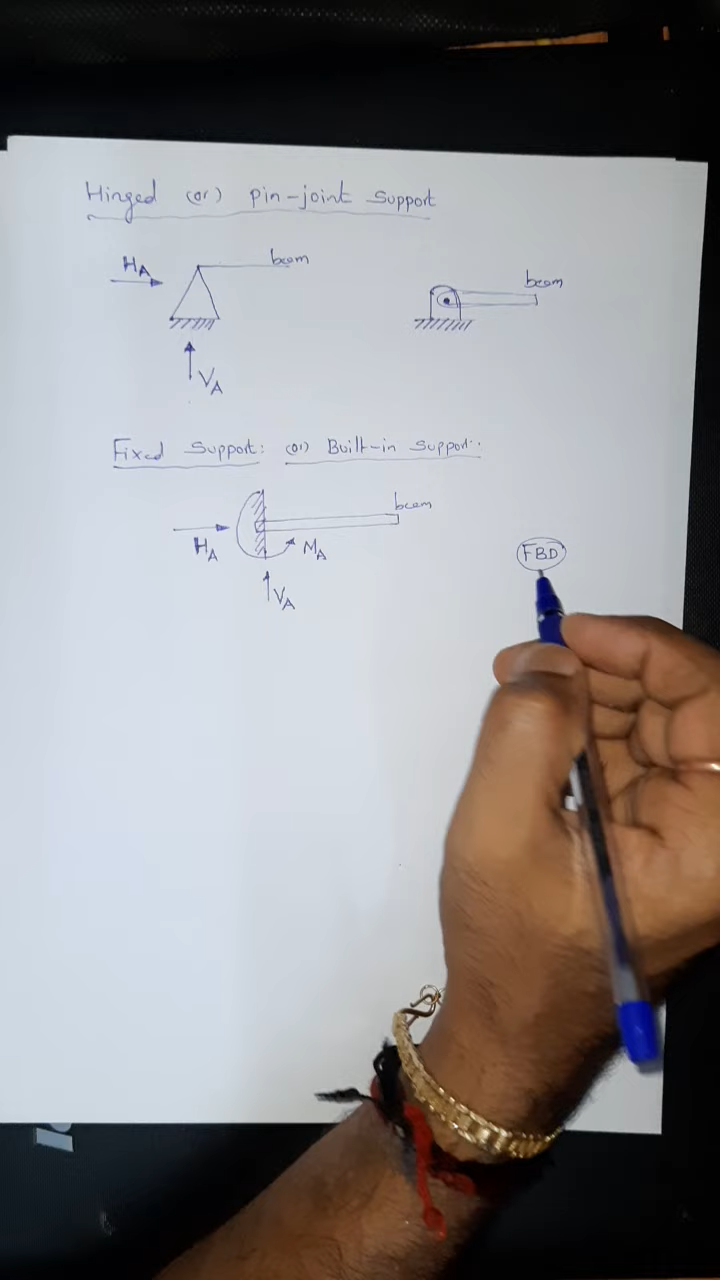 Hinged (or) pin-joint Support
HA
beam
VA
beam
Fixed Support: (or) Built-in Support:
beam
HA
MA
VA
FBD